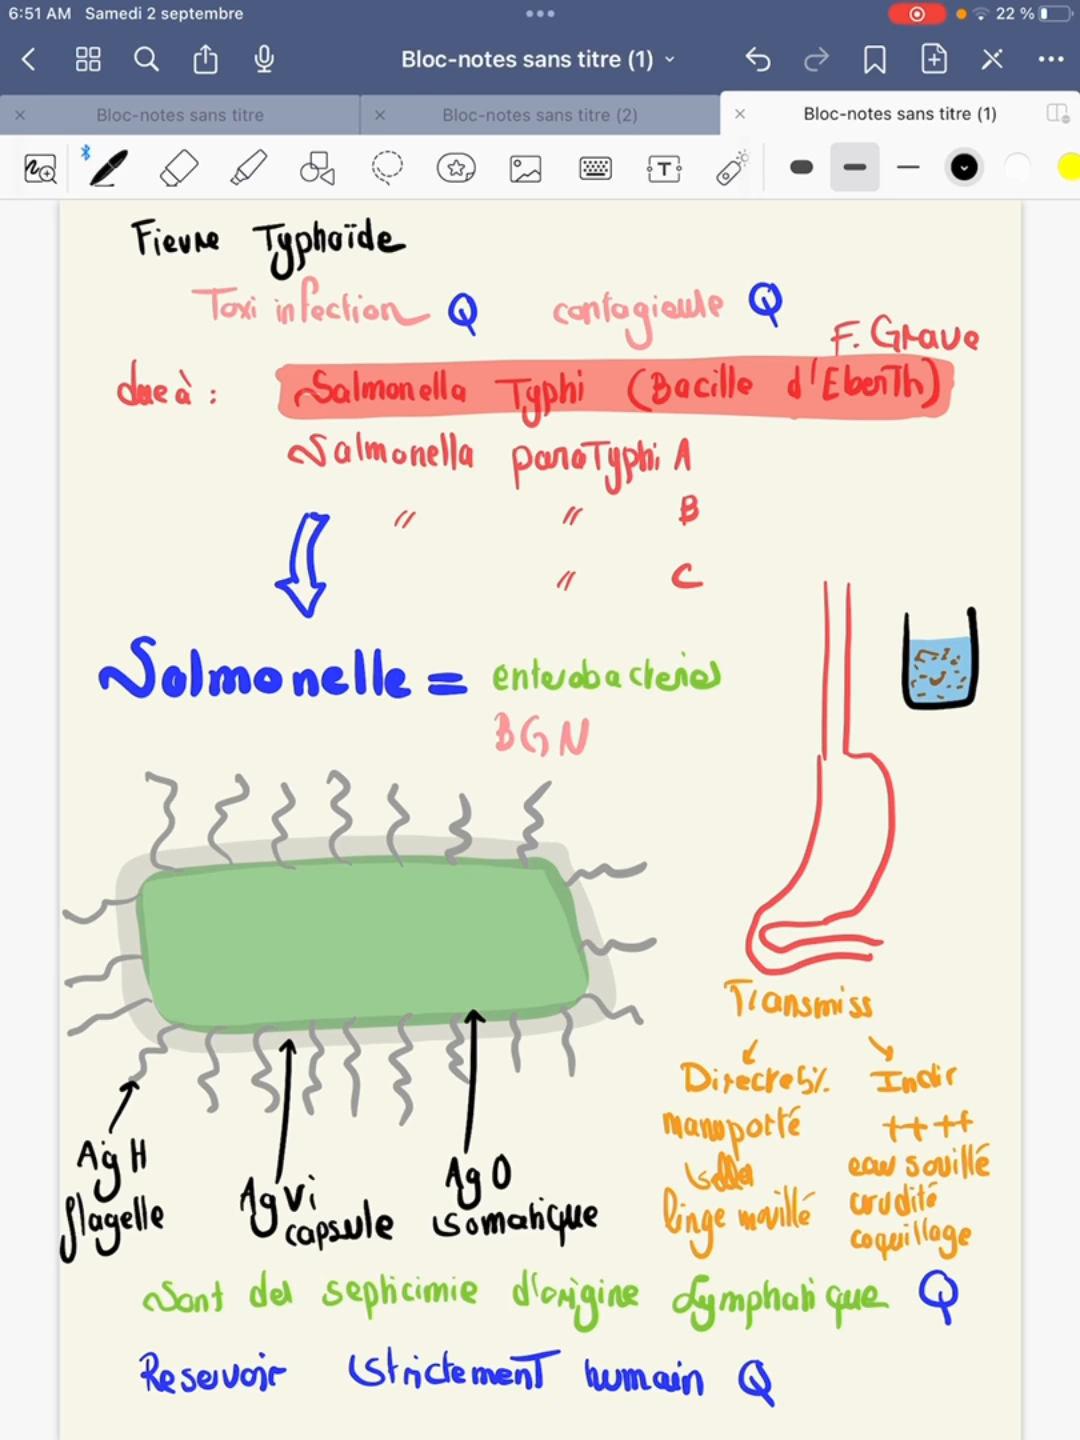 6:51 AM Samedi 2 septembre
22 %
Bloc-notes sans titre (1)
Bloc-notes sans titre
Bloc-notes sans titre (2)
Bloc-notes sans titre (1)
T
Fievre Typhoïde
Toxi infection Q contagieuse Q
F. Grave
due à : Salmonella Typhi (Bacille d'EberTh)
Salmonella paraTyphi A
" " B
" C
Salmonelle = enterobacteries
BGN
Transmiss
Directe 5% Indir
manuporté ++++
selles eau souillé
linge mouillé crudité
coquillage
Ag H
flagelle
Ag Vi
capsule
Ag O
somatique
Sont des septicimie d'origine Lymphatique Q
Reservoir strictement humain Q